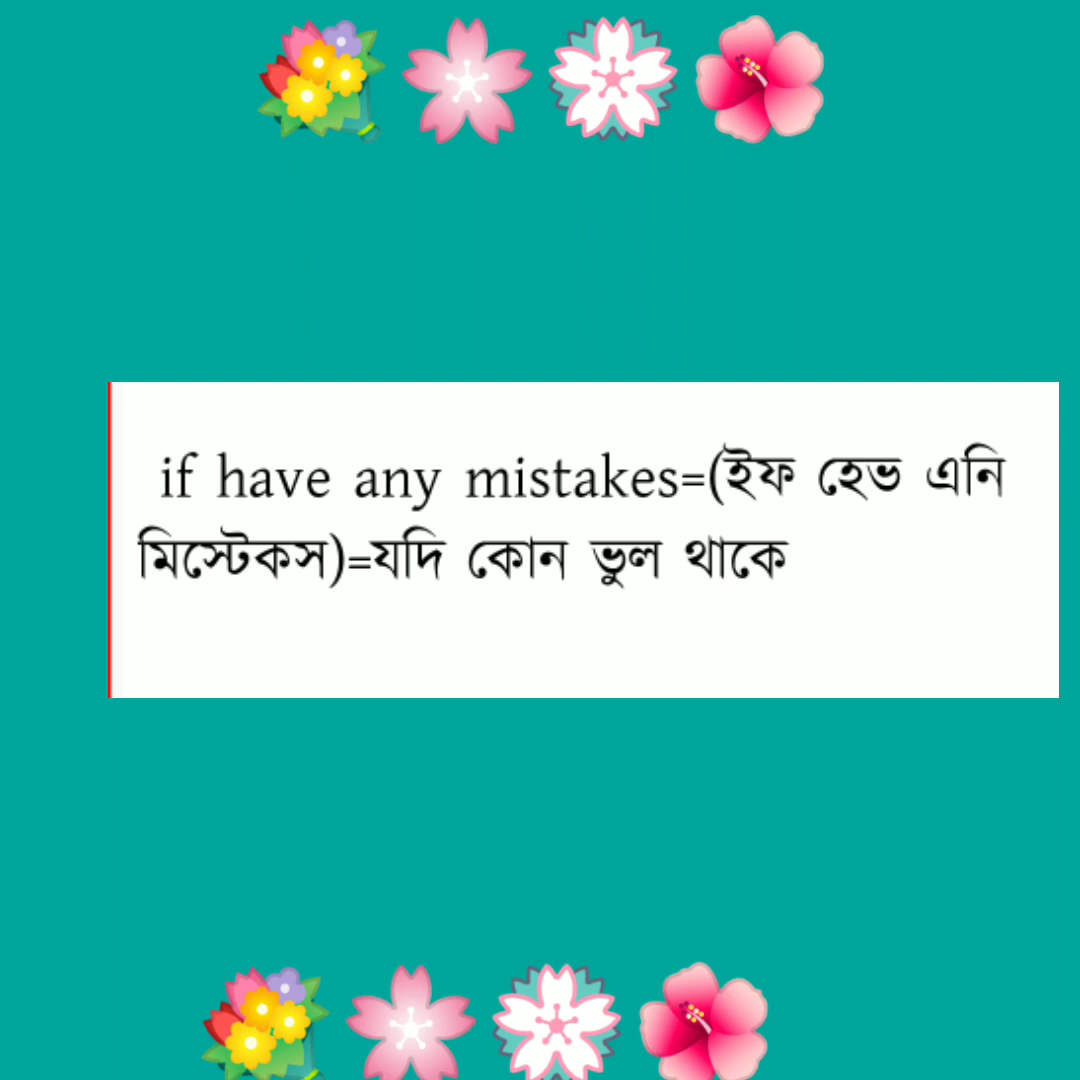 if have any mistakes=(ইফ হেভ এনি
মিস্টেকস)=যদি কোন ভুল থাকে